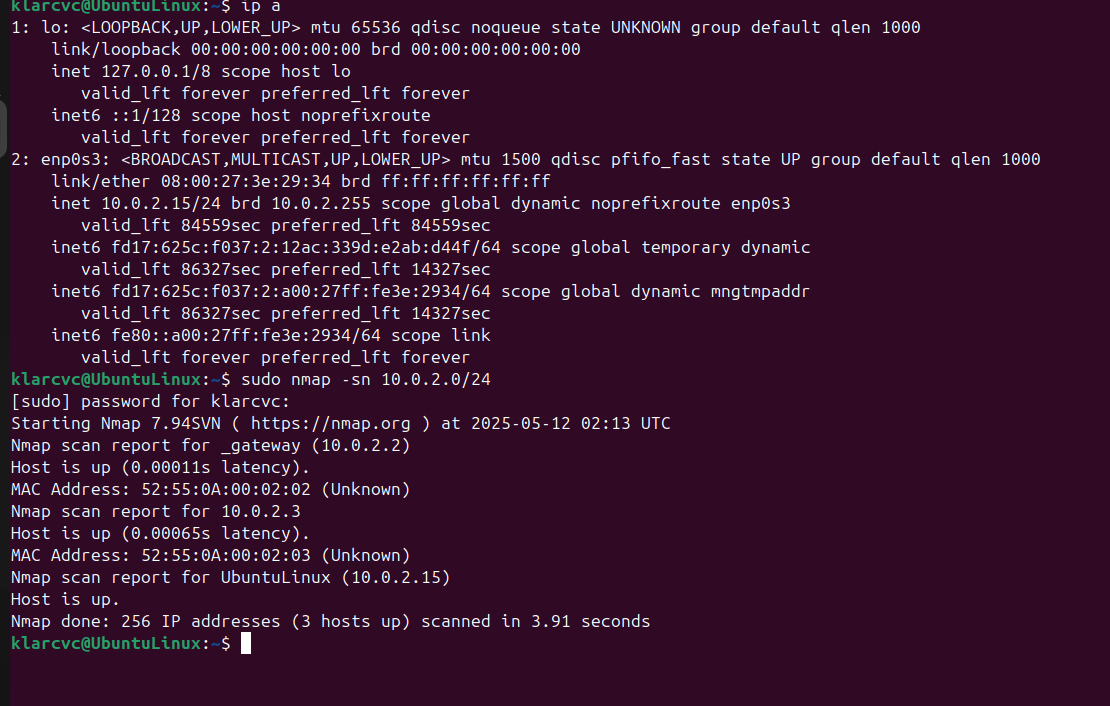 klarcvc@UbuntuLinux:~$ ip a
1: lo: <LOOPBACK,UP,LOWER_UP> mtu 65536 qdisc noqueue state UNKNOWN group default qlen 1000
    link/loopback 00:00:00:00:00:00 brd 00:00:00:00:00:00
    inet 127.0.0.1/8 scope host lo
       valid_lft forever preferred_lft forever
    inet6 ::1/128 scope host noprefixroute
       valid_lft forever preferred_lft forever
2: enp0s3: <BROADCAST,MULTICAST,UP,LOWER_UP> mtu 1500 qdisc pfifo_fast state UP group default qlen 1000
    link/ether 08:00:27:3e:29:34 brd ff:ff:ff:ff:ff:ff
    inet 10.0.2.15/24 brd 10.0.2.255 scope global dynamic noprefixroute enp0s3
       valid_lft 84559sec preferred_lft 84559sec
    inet6 fd17:625c:f037:2:12ac:339d:e2ab:d44f/64 scope global temporary dynamic
       valid_lft 86327sec preferred_lft 14327sec
    inet6 fd17:625c:f037:2:a00:27ff:fe3e:2934/64 scope global dynamic mngtmpaddr
       valid_lft 86327sec preferred_lft 14327sec
    inet6 fe80::a00:27ff:fe3e:2934/64 scope link
       valid_lft forever preferred_lft forever
klarcvc@UbuntuLinux:~$ sudo nmap -sn 10.0.2.0/24
[sudo] password for klarcvc:
Starting Nmap 7.94SVN ( https://nmap.org ) at 2025-05-12 02:13 UTC
Nmap scan report for _gateway (10.0.2.2)
Host is up (0.00011s latency).
MAC Address: 52:55:0A:00:02:02 (Unknown)
Nmap scan report for 10.0.2.3
Host is up (0.00065s latency).
MAC Address: 52:55:0A:00:02:03 (Unknown)
Nmap scan report for UbuntuLinux (10.0.2.15)
Host is up.
Nmap done: 256 IP addresses (3 hosts up) scanned in 3.91 seconds
klarcvc@UbuntuLinux:~$